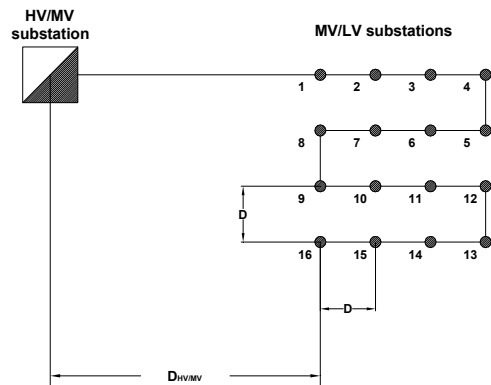 HV/MV
substation
MV/LV substations
1 2 3 4
8 7 6 5
9 10 11 12
D
16 15 14 13
D
DHV/MV